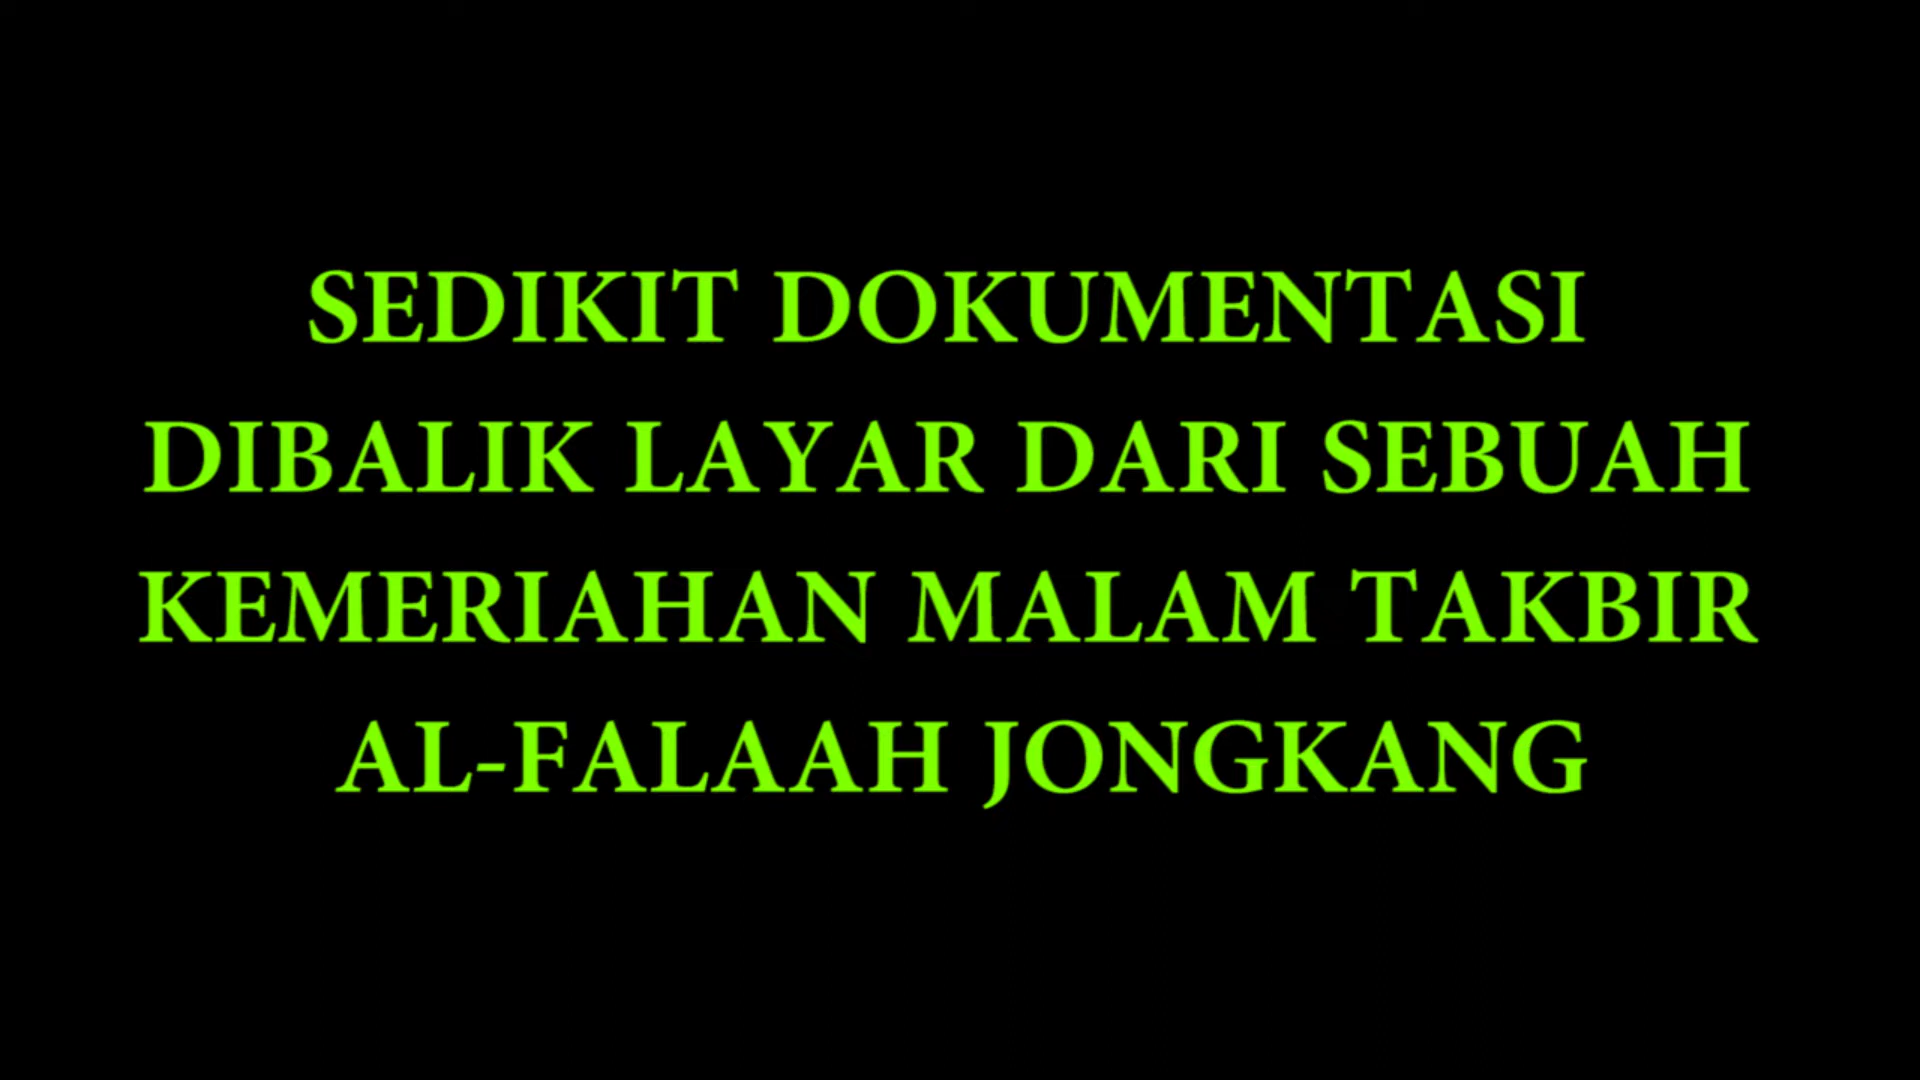 SEDIKIT DOKUMENTASI
DIBALIK LAYAR DARI SEBUAH
KEMERIAHAN MALAM TAKBIR
AL-FALAAH JONGKANG